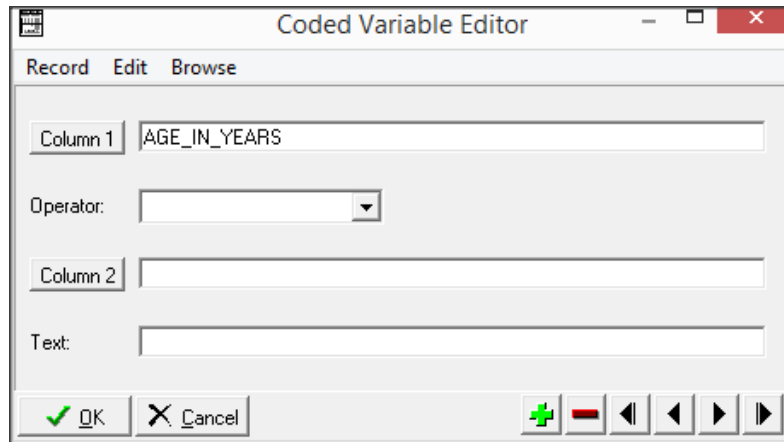 Coded Variable Editor
Record Edit Browse
Column 1 AGE_IN_YEARS
Operator:
Column 2
Text:
OK Cancel